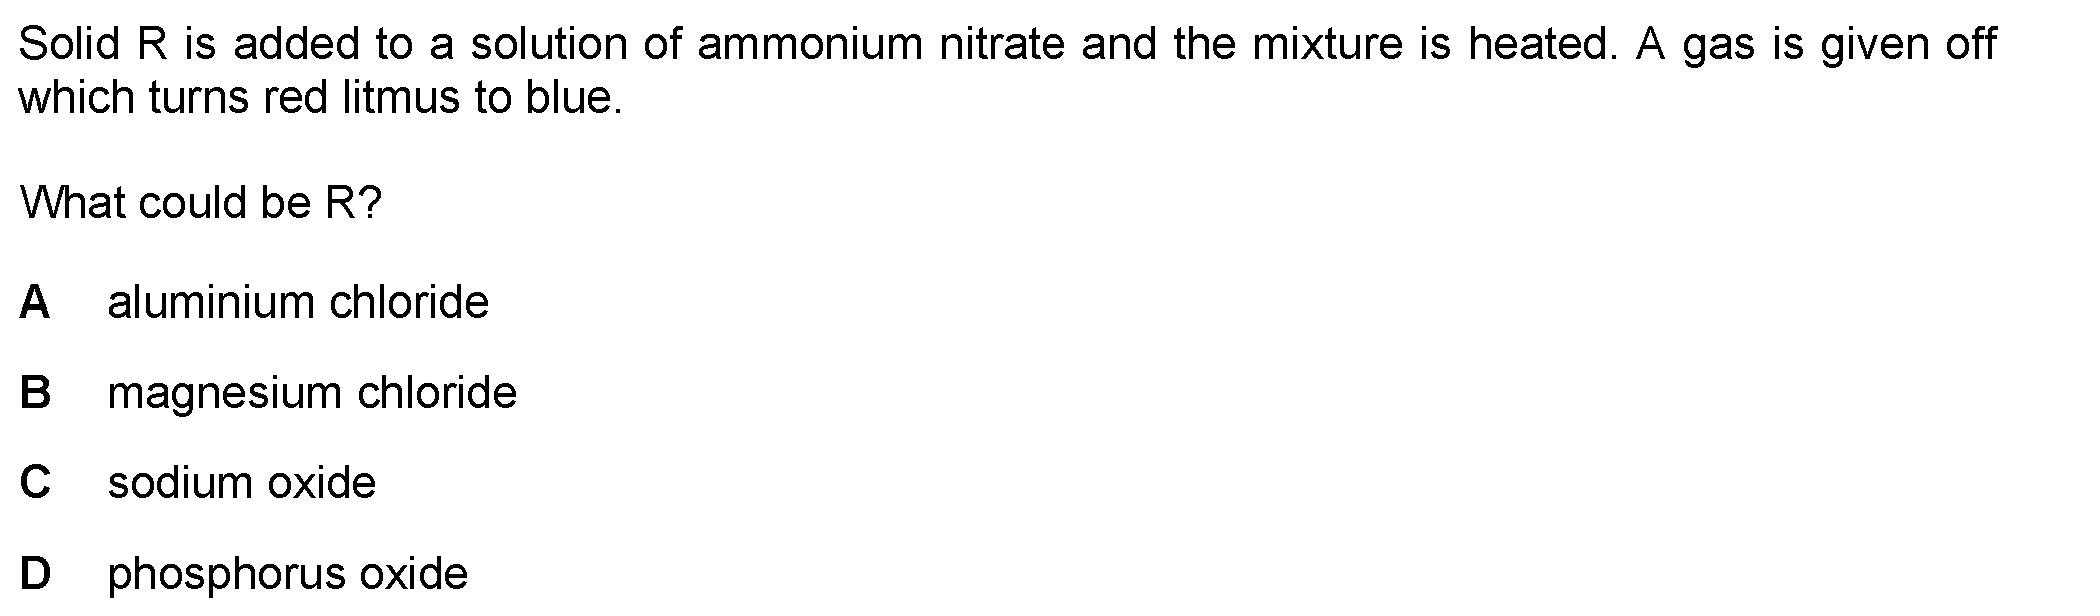 Solid R is added to a solution of ammonium nitrate and the mixture is heated. A gas is given off
which turns red litmus to blue.
What could be R?
A aluminium chloride
B magnesium chloride
C sodium oxide
D phosphorus oxide